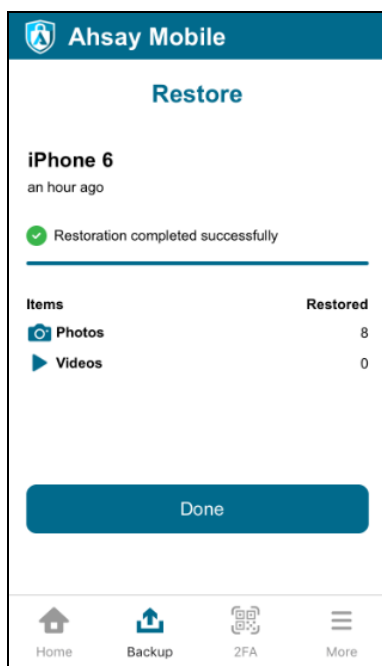 Ahsay Mobile
Restore
iPhone 6
an hour ago
Restoration completed successfully
Items Restored
Photos 8
Videos 0
Done
Home Backup 2FA More